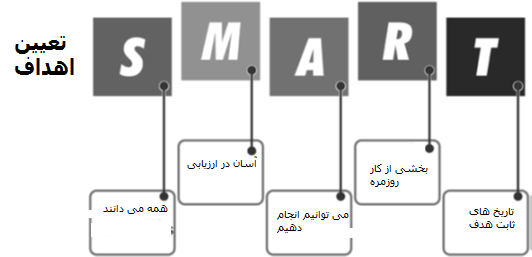 تعیین
اهداف
S M A R T
همه می دانند
آسان در ارزیابی
می توانیم انجام
دهیم
بخشی از کار
روزمره
تاریخ های
ثابت هدف